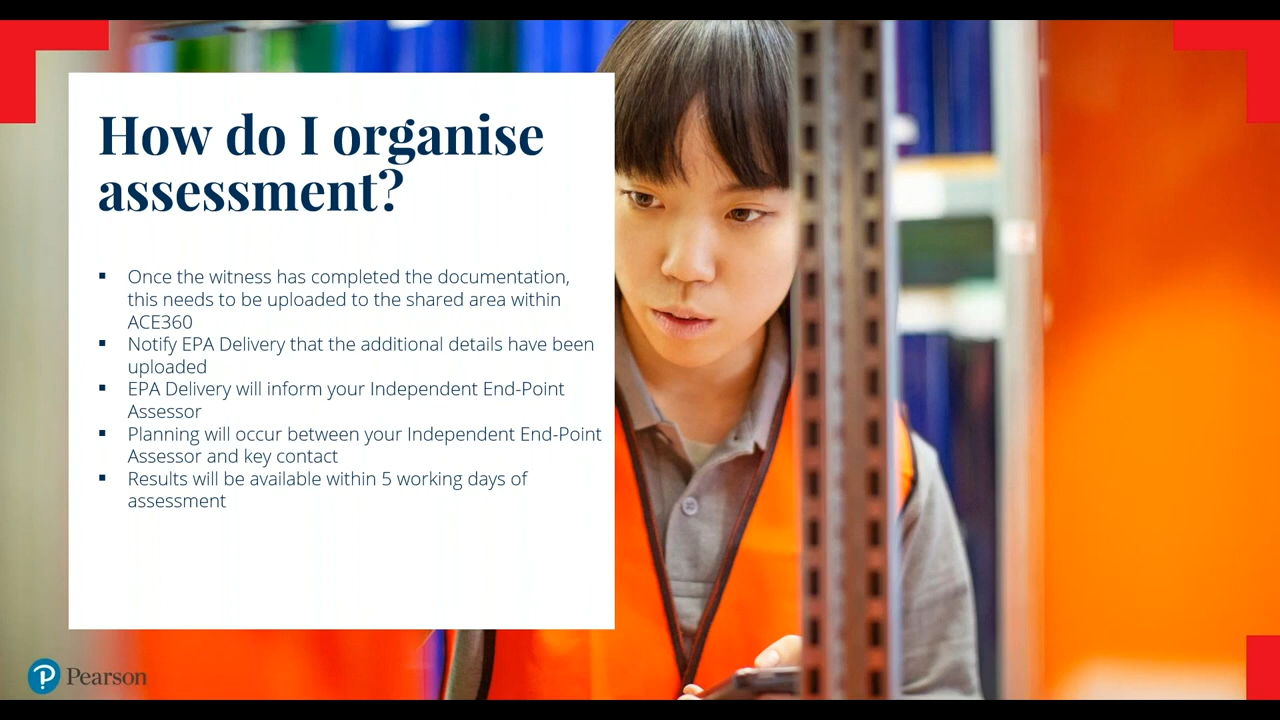 How do I organise
assessment?
▪ Once the witness has completed the documentation,
this needs to be uploaded to the shared area within
ACE360
▪ Notify EPA Delivery that the additional details have been
uploaded
▪ EPA Delivery will inform your Independent End-Point
Assessor
▪ Planning will occur between your Independent End-Point
Assessor and key contact
▪ Results will be available within 5 working days of
assessment
Pearson